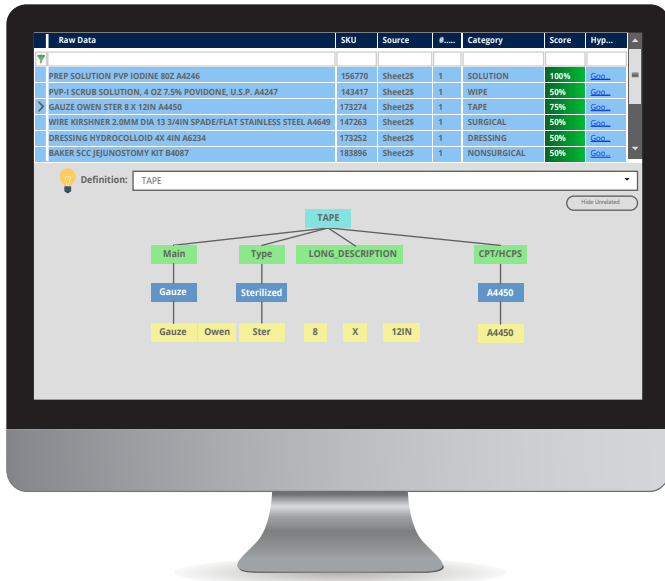 Raw Data SKU Source #..... Category Score Hyp...
PREP SOLUTION PVP IODINE 80Z A4246 156770 Sheet2$ 1 SOLUTION 100% Goo...
PVP-I SCRUB SOLUTION, 4 OZ 7.5% POVIDONE, U.S.P. A4247 143417 Sheet2$ 1 WIPE 50% Goo...
GAUZE OWEN STER 8 X 12IN A4450 173274 Sheet2$ 1 TAPE 75% Goo...
WIRE KIRSHNER 2.0MM DIA 13 3/4IN SPADE/FLAT STAINLESS STEEL A4649 147263 Sheet2$ 1 SURGICAL 50% Goo...
DRESSING HYDROCOLLOID 4X 4IN A6234 173252 Sheet2$ 1 DRESSING 50% Goo...
BAKER 5CC JEJUNOSTOMY KIT B4087 183896 Sheet2$ 1 NONSURGICAL 50% Goo...
Definition: TAPE
Hide Unrelated
TAPE
Main Type LONG_DESCRIPTION CPT/HCPS
Gauze Sterilized A4450
Gauze Owen Ster 8 X 12IN A4450